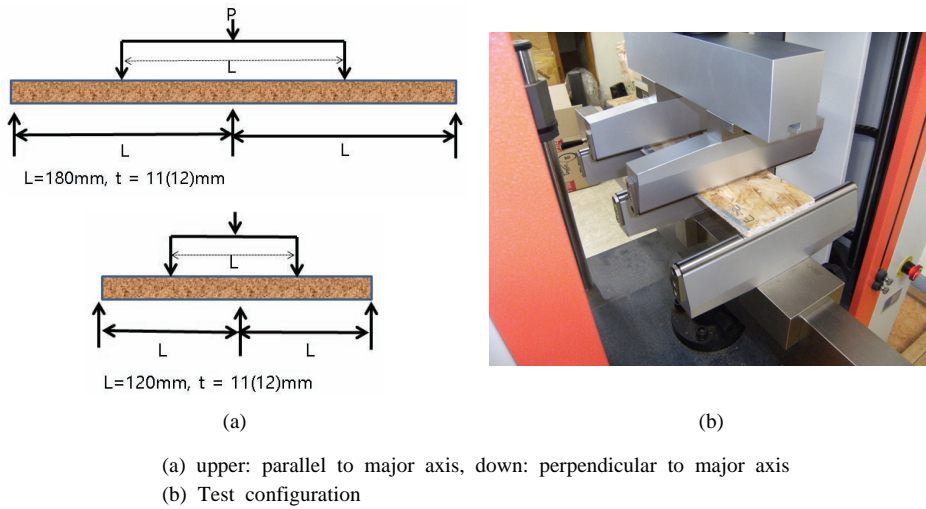 P
L
L
L
L=180mm, t = 11(12)mm
L
L
L
L=120mm, t = 11(12)mm
(a)
(b)
(a) upper: parallel to major axis, down: perpendicular to major axis
(b) Test configuration